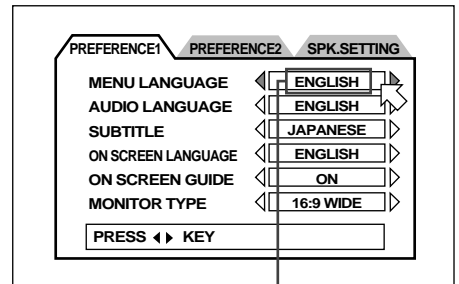 PREFERENCE1 PREFERENCE2 SPK.SETTING
MENU LANGUAGE ENGLISH
AUDIO LANGUAGE ENGLISH
SUBTITLE JAPANESE
ON SCREEN LANGUAGE ENGLISH
ON SCREEN GUIDE ON
MONITOR TYPE 16:9 WIDE
PRESS KEY